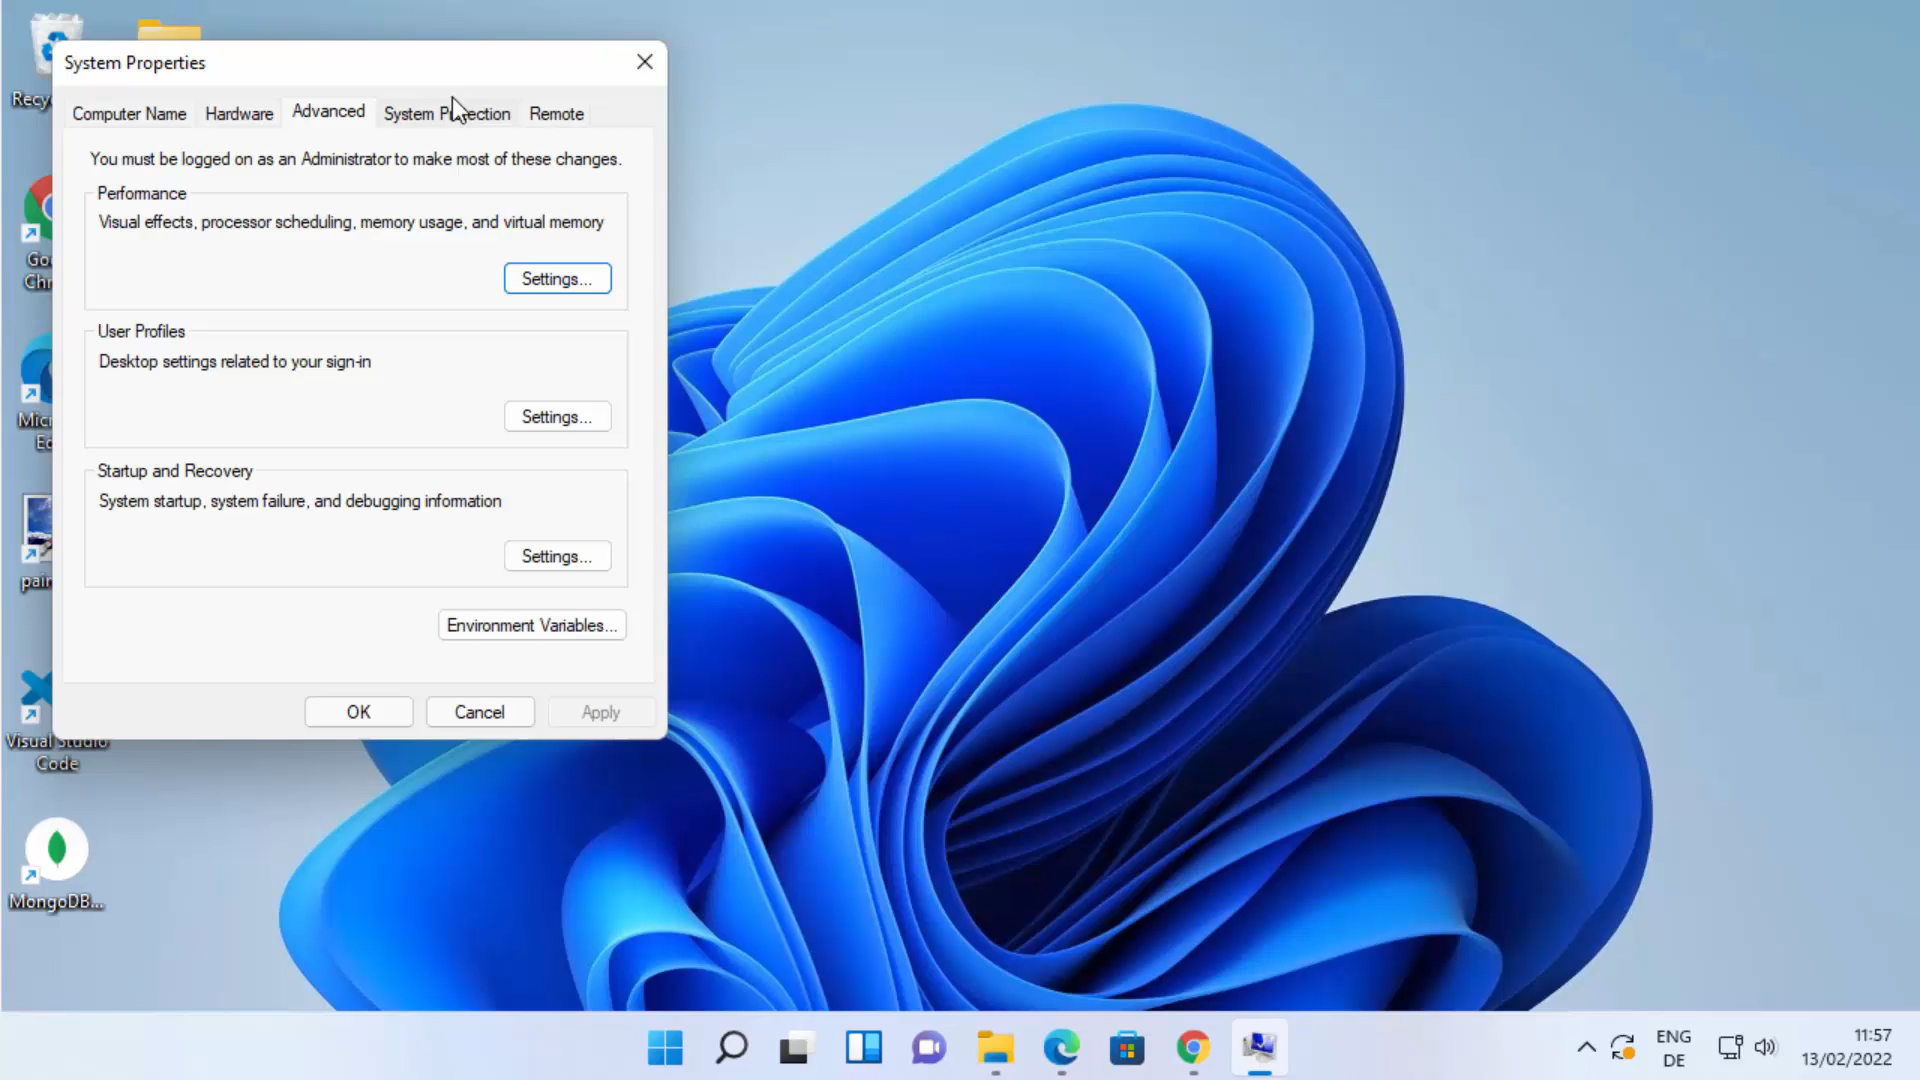 System Properties
Computer Name
Hardware
Advanced
System
Remote
You must be logged on as an Administrator to make most of these changes.
Performance
Visual effects, processor scheduling, memory usage, and virtual memory
Settings...
User Profiles
Desktop settings related to your sign-in
Settings...
Startup and Recovery
System startup, system failure, and debugging information
Settings...
Environment Variables...
OK
Cancel
Apply
Visual Studio
Code
MongoDB...
ENG
DE
11:57
13/02/2022